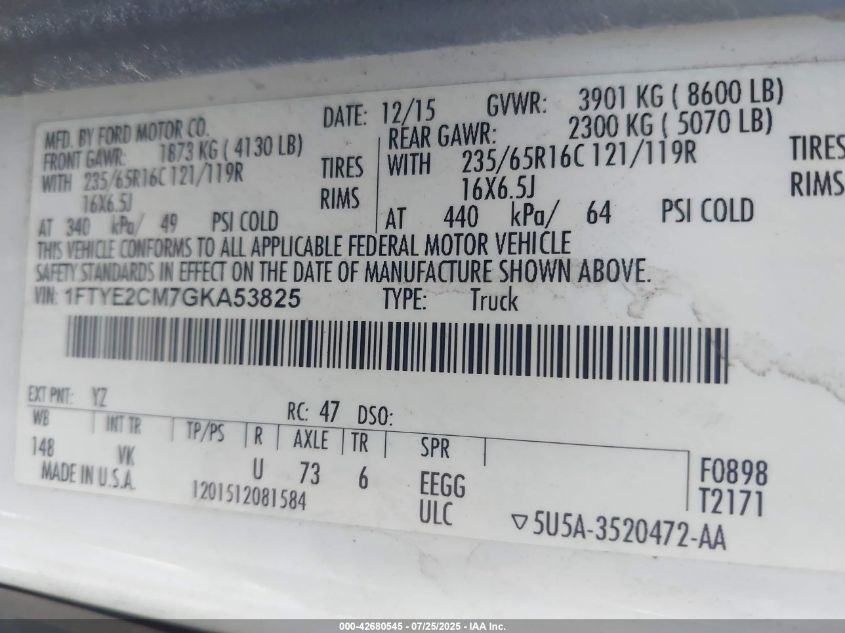 MFD. BY FORD MOTOR CO.
DATE: 12/15 GVWR: 3901 KG ( 8600 LB)
FRONT GAWR: 1873 KG ( 4130 LB)
REAR GAWR: 2300 KG ( 5070 LB)
WITH 235/65R16C 121/119R TIRES
WITH 235/65R16C 121/119R TIRES
16X6.5J RIMS
16X6.5J RIMS
AT 340 kPa/ 49 PSI COLD
AT 440 kPa/ 64 PSI COLD
THIS VEHICLE CONFORMS TO ALL APPLICABLE FEDERAL MOTOR VEHICLE
SAFETY STANDARDS IN EFFECT ON THE DATE OF MANUFACTURE SHOWN ABOVE.
VIN: 1FTYE2CM7GKA53825 TYPE: Truck
EXT PNT: YZ RC: 47 DSO:
WB INT TR TP/PS R AXLE TR SPR
148 VK U 73 6 EEGG F0898
MADE IN U.S.A. 1201512081584 ULC T2171
▽5U5A-3520472-AA
000-42680545 - 07/25/2025 - IAA Inc.